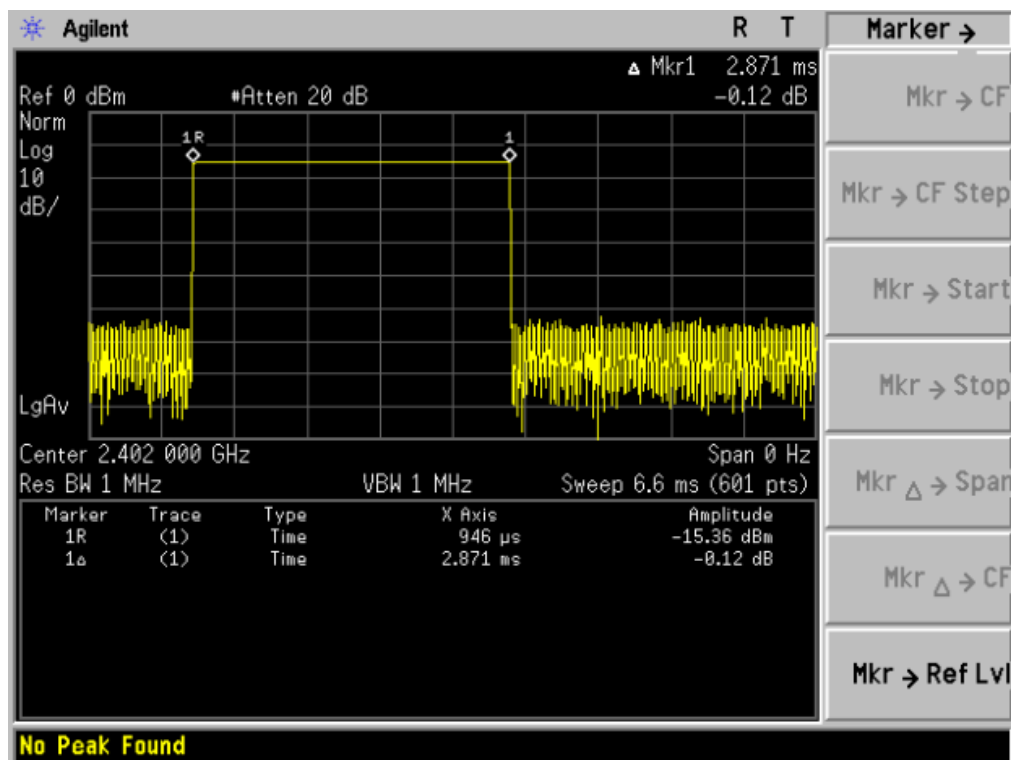 Agilent R T Marker →
▵ Mkr1 2.871 ms
Ref 0 dBm #Atten 20 dB -0.12 dB
Norm
Log
10
dB/
1R 1
LgAv
Center 2.402 000 GHz Span 0 Hz
Res BW 1 MHz VBW 1 MHz Sweep 6.6 ms (601 pts)
Marker Trace Type X Axis Amplitude
1R (1) Time 946 µs -15.36 dBm
1▵ (1) Time 2.871 ms -0.12 dB
No Peak Found
Mkr → CF
Mkr → CF Step
Mkr → Start
Mkr → Stop
Mkr △ → Span
Mkr △ → CF
Mkr → Ref Lvl